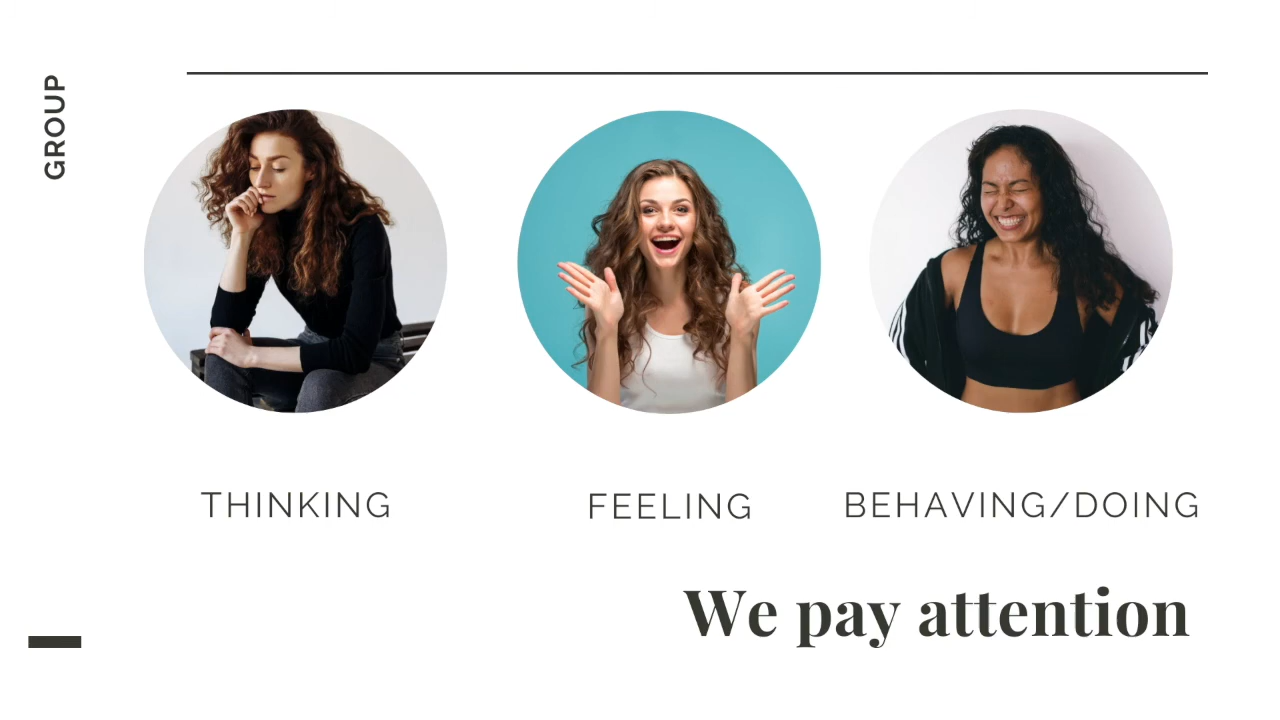 GROUP
THINKING
FEELING
BEHAVING/DOING
We pay attention